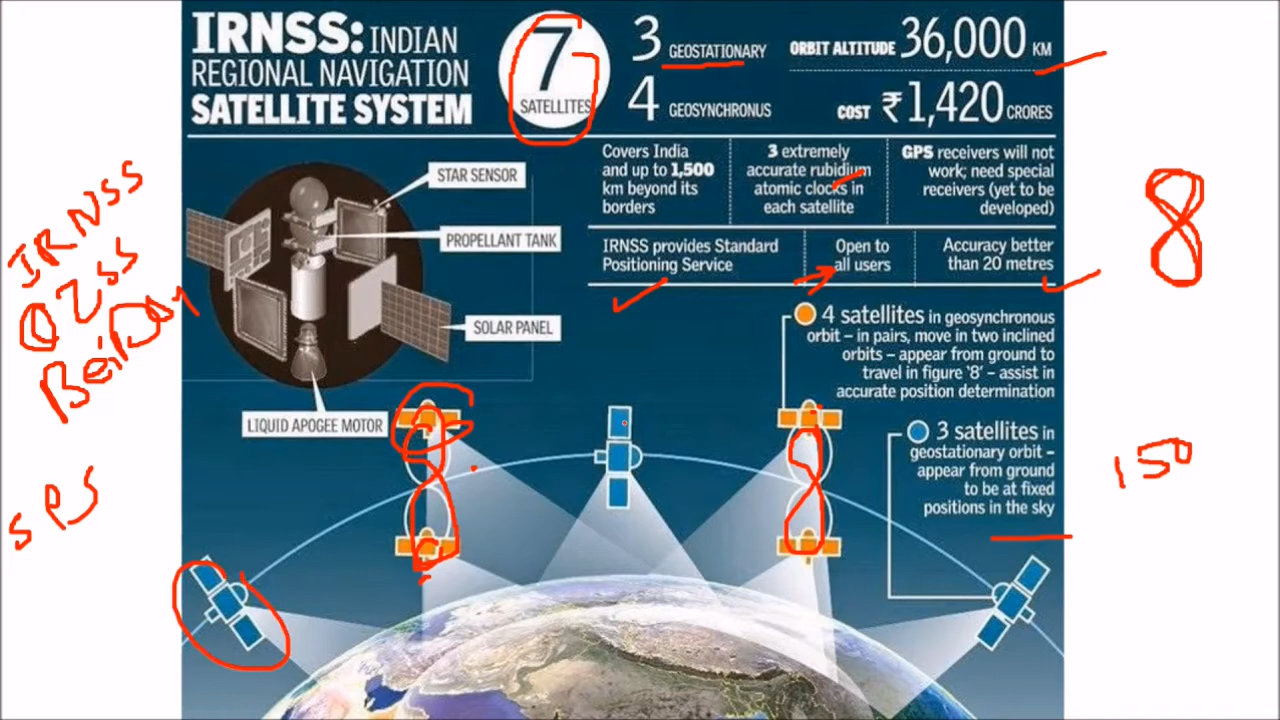 IRNSS: INDIAN
REGIONAL NAVIGATION
SATELLITE SYSTEM
7
SATELLITES
3 GEOSTATIONARY
4 GEOSYNCHRONUS
ORBIT ALTITUDE 36,000 KM
COST ₹1,420 CRORES
Covers India
and up to 1,500
km beyond its
borders
3 extremely
accurate rubidium
atomic clocks in
each satellite
GPS receivers will not
work; need special
receivers (yet to be
developed)
IRNSS provides Standard
Positioning Service
Open to
all users
Accuracy better
than 20 metres
STAR SENSOR
PROPELLANT TANK
SOLAR PANEL
LIQUID APOGEE MOTOR
4 satellites in geosynchronous
orbit – in pairs, move in two inclined
orbits – appear from ground to
travel in figure '8' – assist in
accurate position determination
3 satellites in
geostationary orbit –
appear from ground
to be at fixed
positions in the sky
IRNSS
QZSS
BeiDou
SPS
8
150